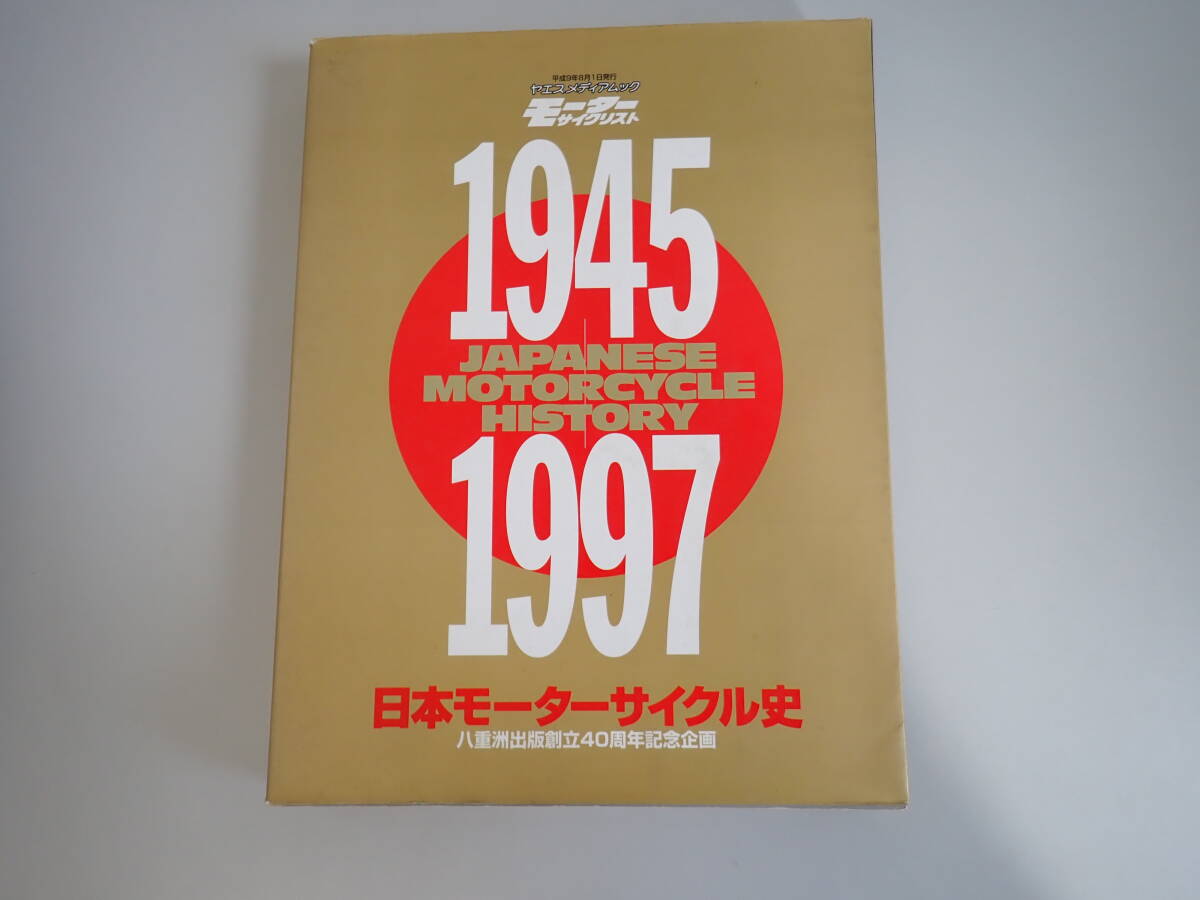 平成9年8月1日発行
ヤエスメディアムック
モーター
サイクリスト
1945
JAPANESE
MOTORCYCLE
HISTORY
1997
日本モーターサイクル史
八重洲出版創立40周年記念企画